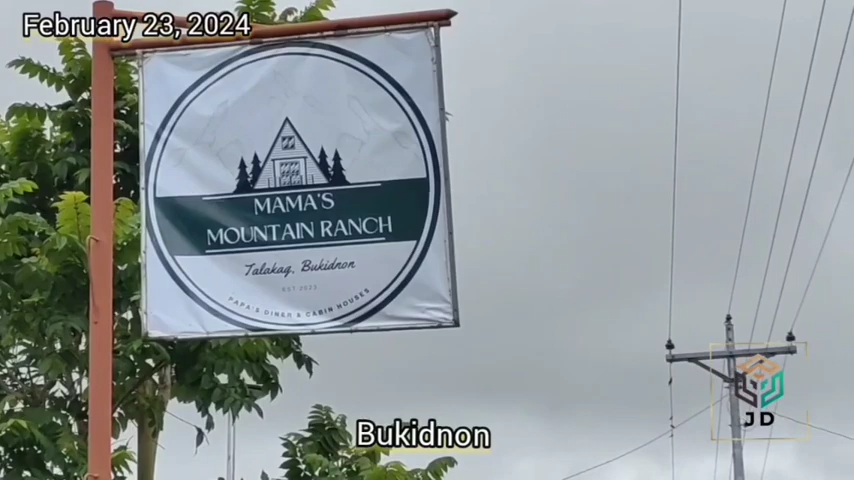 February 23, 2024
MAMA'S
MOUNTAIN RANCH
Talakag, Bukidnon
EST 2023
PAPA'S DINER & CABIN HOUSES
Bukidnon
JD